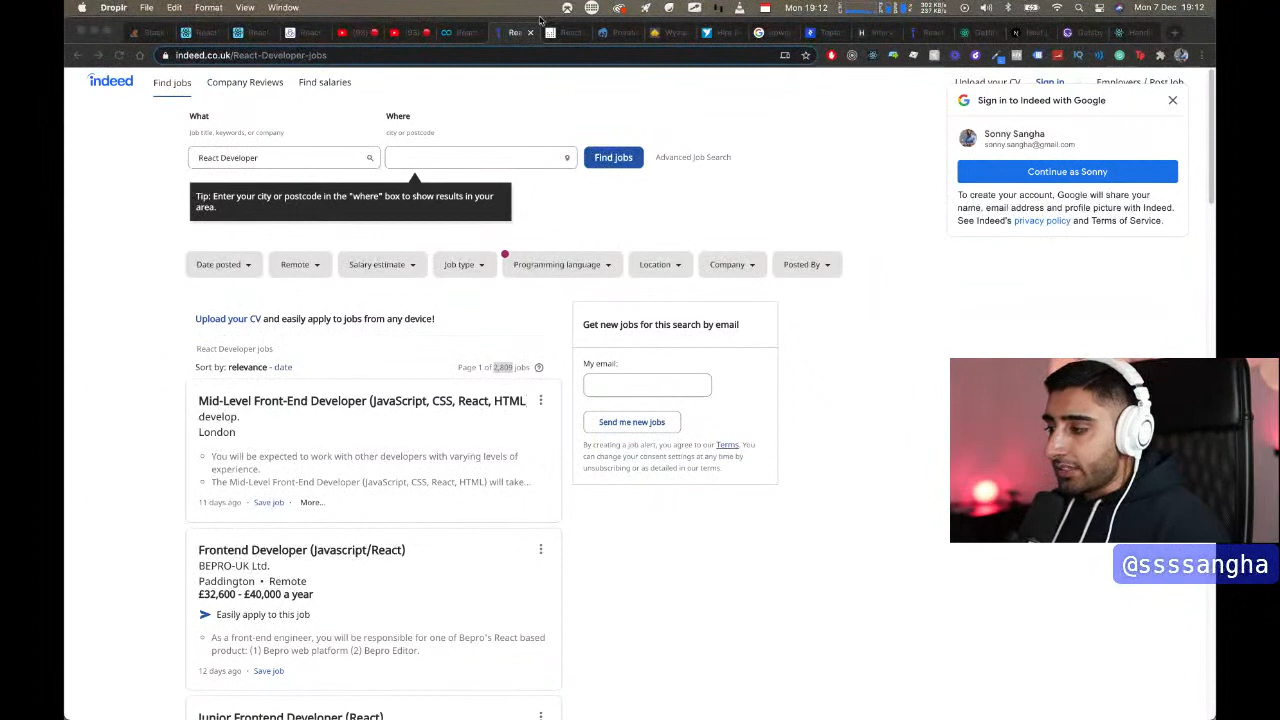 Droplr Edit Format View Window
Mon 19:12 303 KB/s Mon 7 Dec 19:12
indeed.co.uk/React-Developer-jobs
indeed
Find jobs Company Reviews Find salaries
Upload your CV Sign in Employers / Post Job
What
Job title, keywords, or company
React Developer
Where
city or postcode
Find jobs
Advanced Job Search
Tip: Enter your city or postcode in the "where" box to show results in your
area.
Sign in to Indeed with Google
Sonny Sangha
sonny.sangha@gmail.com
Continue as Sonny
To create your account, Google will share your
name, email address and profile picture with Indeed.
See Indeed's privacy policy and Terms of Service.
Date posted Remote Salary estimate Job type Programming language Location Company Posted By
Upload your CV and easily apply to jobs from any device!
React Developer jobs
Sort by: relevance - date
Page 1 of 2,809 jobs
Mid-Level Front-End Developer (JavaScript, CSS, React, HTML
develop.
London
You will be expected to work with other developers with varying levels of
experience.
The Mid-Level Front-End Developer (JavaScript, CSS, React, HTML) will take...
11 days ago · Save job · More...
Frontend Developer (Javascript/React)
BEPRO-UK Ltd.
Paddington • Remote
£32,600 - £40,000 a year
Easily apply to this job
As a front-end engineer, you will be responsible for one of Bepro's React based
product: (1) Bepro web platform (2) Bepro Editor.
12 days ago · Save job
Junior Frontend Developer (React)
Get new jobs for this search by email
My email:
Send me new jobs
By creating a job alert, you agree to our Terms. You
can change your consent settings at any time by
unsubscribing or as detailed in our terms.
@ssssangha